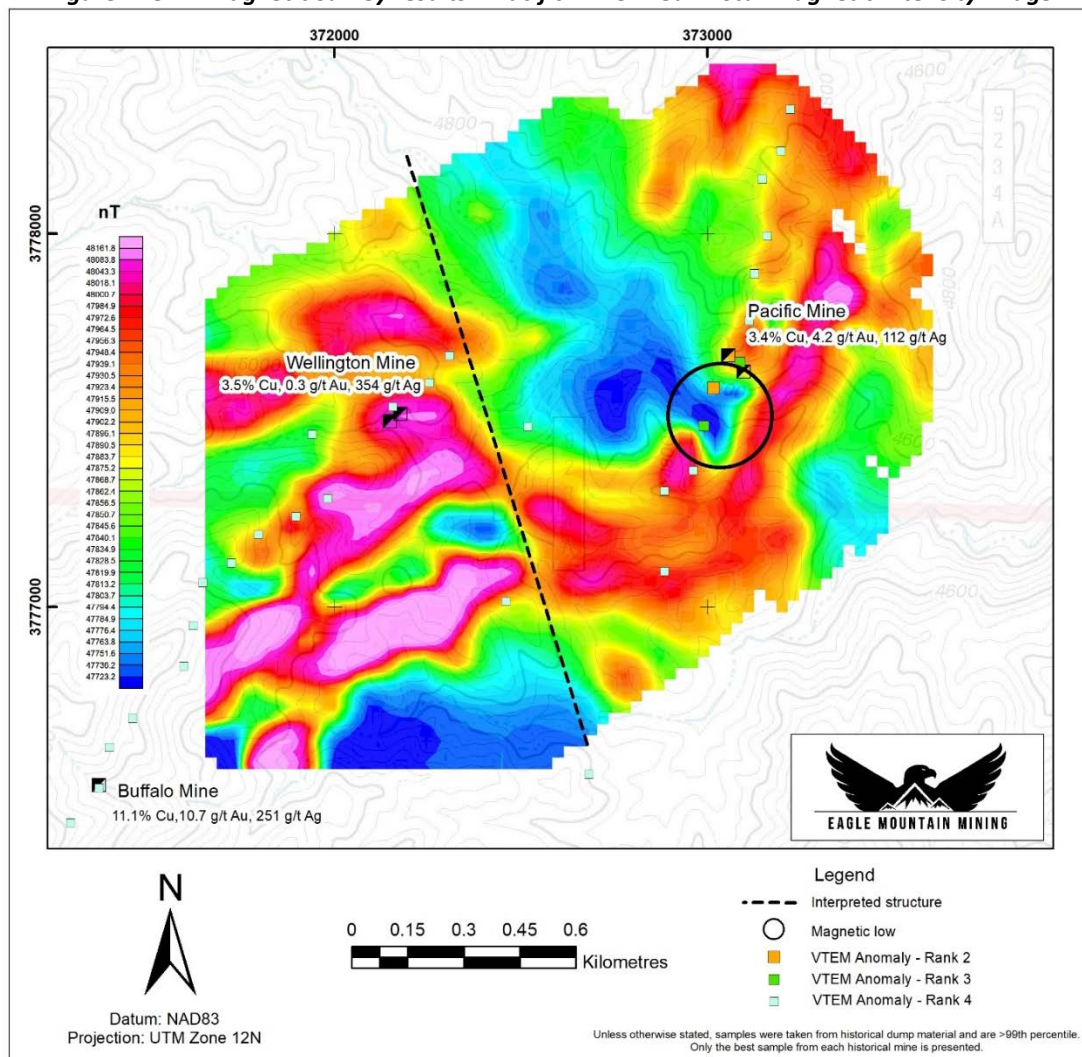 372000
373000
4800
4600
9234A
3778000
nT
48161.8
48083.8
48043.3
48018.1
48000.7
47984.9
47972.6
47964.5
47956.3
47948.4
47939.1
47930.5
47923.4
47915.5
47909.0
47902.2
47896.1
47890.5
47883.7
47875.2
47868.7
47862.4
47856.5
47850.7
47845.6
47840.1
47834.9
47828.5
47819.9
47813.2
47803.7
47794.4
47784.9
47776.4
47763.8
47751.6
47736.2
47723.2
4800
Pacific Mine
3.4% Cu, 4.2 g/t Au, 112 g/t Ag
5000
Wellington Mine
3.5% Cu, 0.3 g/t Au, 354 g/t Ag
4600
3777000
4600
Buffalo Mine
11.1% Cu,10.7 g/t Au, 251 g/t Ag
EAGLE MOUNTAIN MINING
N
Datum: NAD83
Projection: UTM Zone 12N
0 0.15 0.3 0.45 0.6
Kilometres
Legend
Interpreted structure
Magnetic low
VTEM Anomaly - Rank 2
VTEM Anomaly - Rank 3
VTEM Anomaly - Rank 4
Unless otherwise stated, samples were taken from historical dump material and are >99th percentile.
Only the best sample from each historical mine is presented.